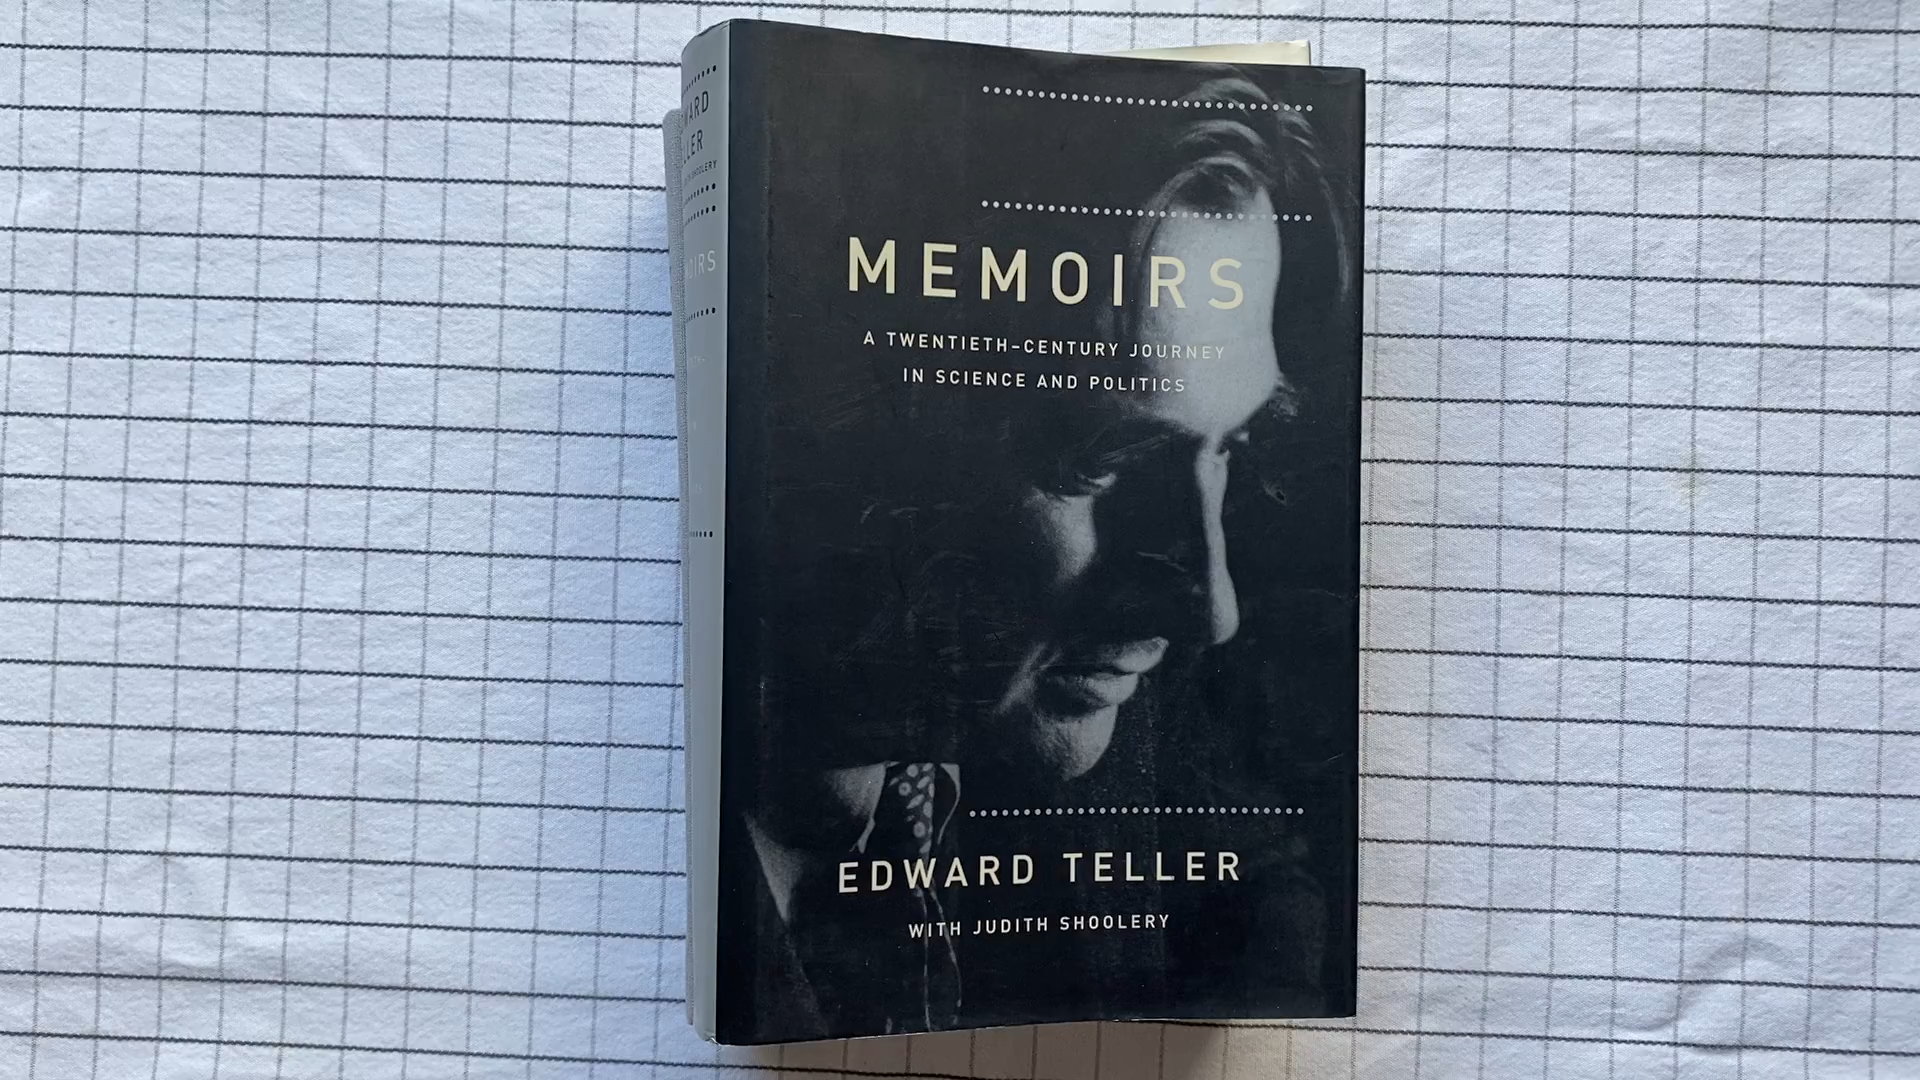 MEMOIRS
A TWENTIETH-CENTURY JOURNEY
IN SCIENCE AND POLITICS
EDWARD TELLER
WITH JUDITH SHOOLERY